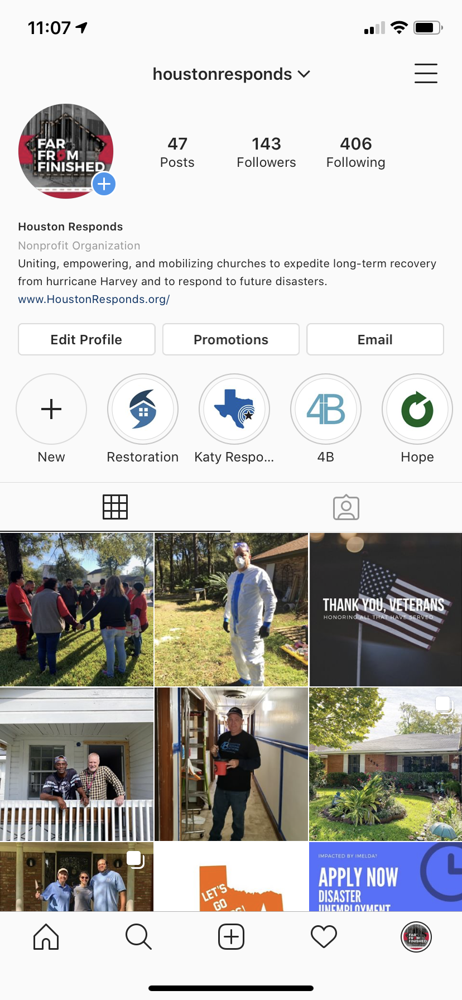 11:07
houstonresponds
FAR
FROM
FINISHED
47
Posts
143
Followers
406
Following
Houston Responds
Nonprofit Organization
Uniting, empowering, and mobilizing churches to expedite long-term recovery
from hurricane Harvey and to respond to future disasters.
www.HoustonResponds.org/
Edit Profile
Promotions
Email
4B
New
Restoration
Katy Respo...
4B
Hope
THANK YOU, VETERANS
HONORING ALL THAT HAVE SERVED
LET'S
GO
IMPACTED BY IMELDA?
APPLY NOW
DISASTER
UNEMPLOYMENT
FAR
FROM
FINISHED